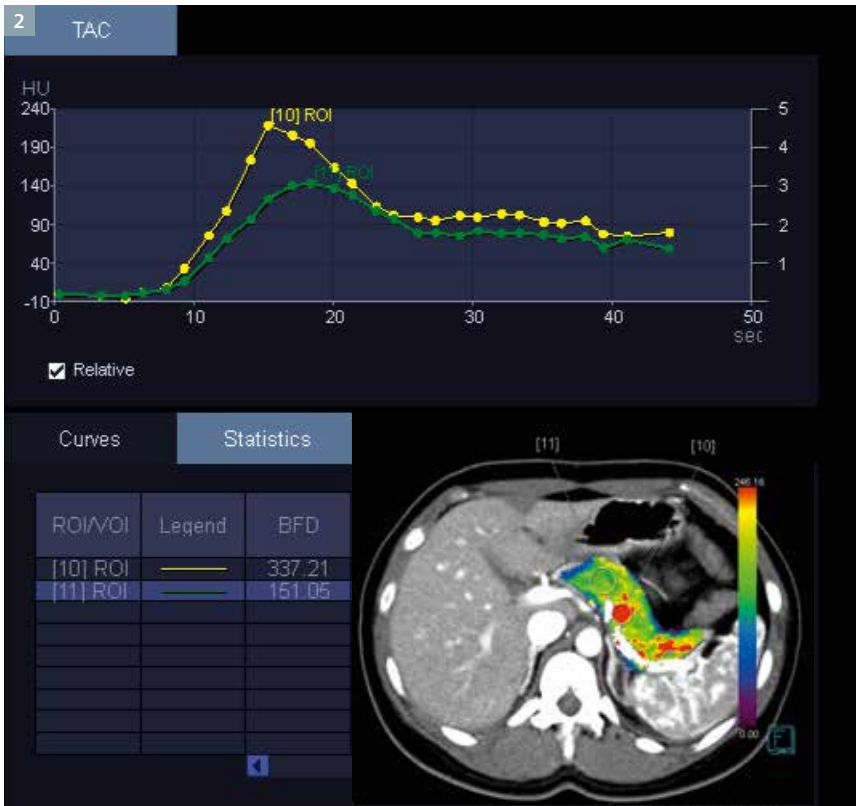 2
TAC
HU
240
190
140
90
40
-10
[10] ROI
[11] ROI
5
4
3
2
1
0 10 20 30 40 50
sec
Relative
Curves Statistics
ROI/VOI Legend BFD
[10] ROI 337.21
[11] ROI 151.05
[11] [10]
246.16
0.00
F